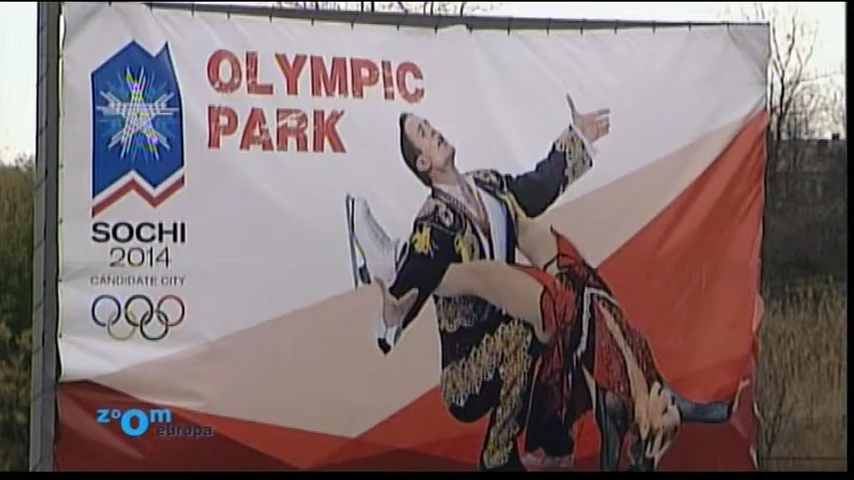 OLYMPIC
PARK
SOCHI
2014
CANDIDATE CITY
zoom
europa